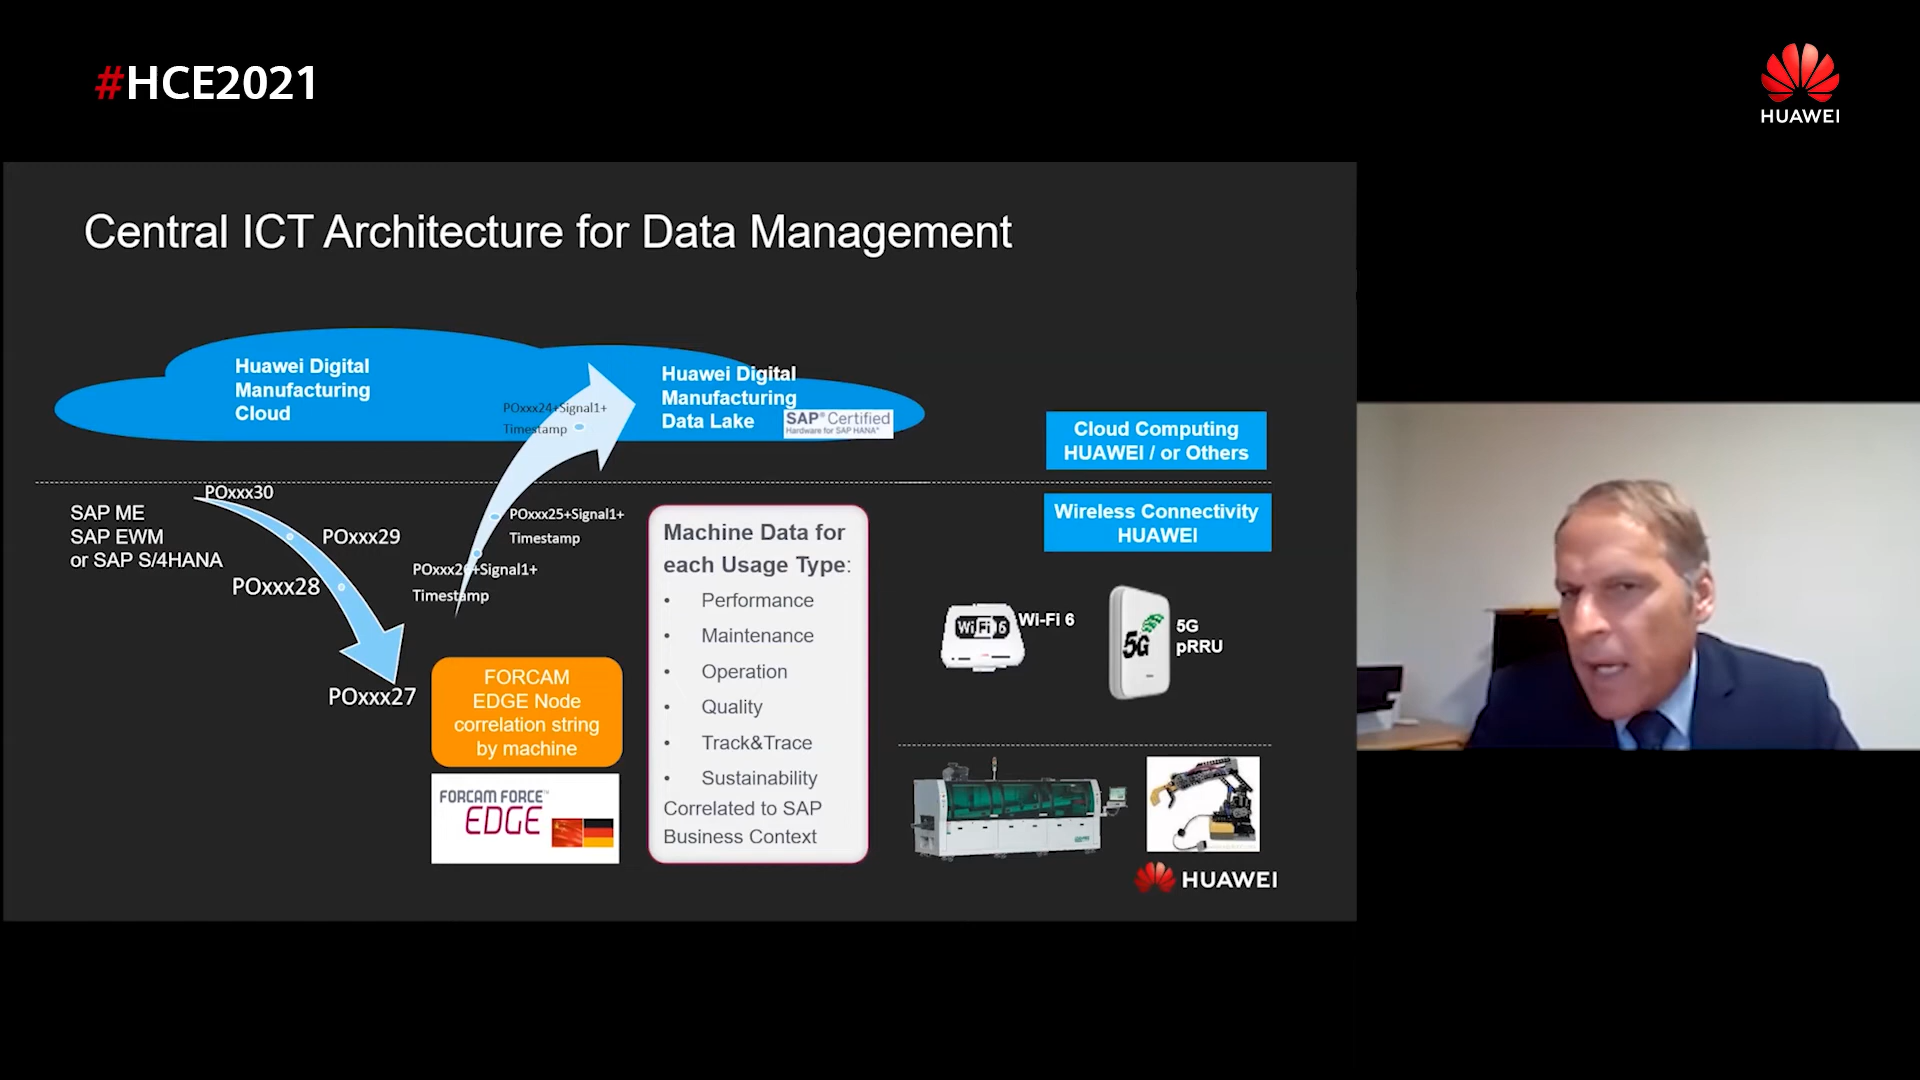 #HCE2021
HUAWEI
Central ICT Architecture for Data Management
Huawei Digital
Manufacturing
Cloud
Huawei Digital
Manufacturing
Data Lake
SAP® Certified
Hardware for SAP HANA®
POxxx24+Signal1+
Timestamp
Cloud Computing
HUAWEI / or Others
Wireless Connectivity
HUAWEI
SAP ME
SAP EWM
or SAP S/4HANA
POxxx30
POxxx29
POxxx28
POxxx27
POxxx25+Signal1+
Timestamp
POxxx26+Signal1+
Timestamp
FORCAM
EDGE Node
correlation string
by machine
FORCAM FORCE™
EDGE
Machine Data for
each Usage Type:
• Performance
• Maintenance
• Operation
• Quality
• Track&Trace
• Sustainability
Correlated to SAP
Business Context
Wi Fi 6
Wi-Fi 6
5G
5G
pRRU
HUAWEI